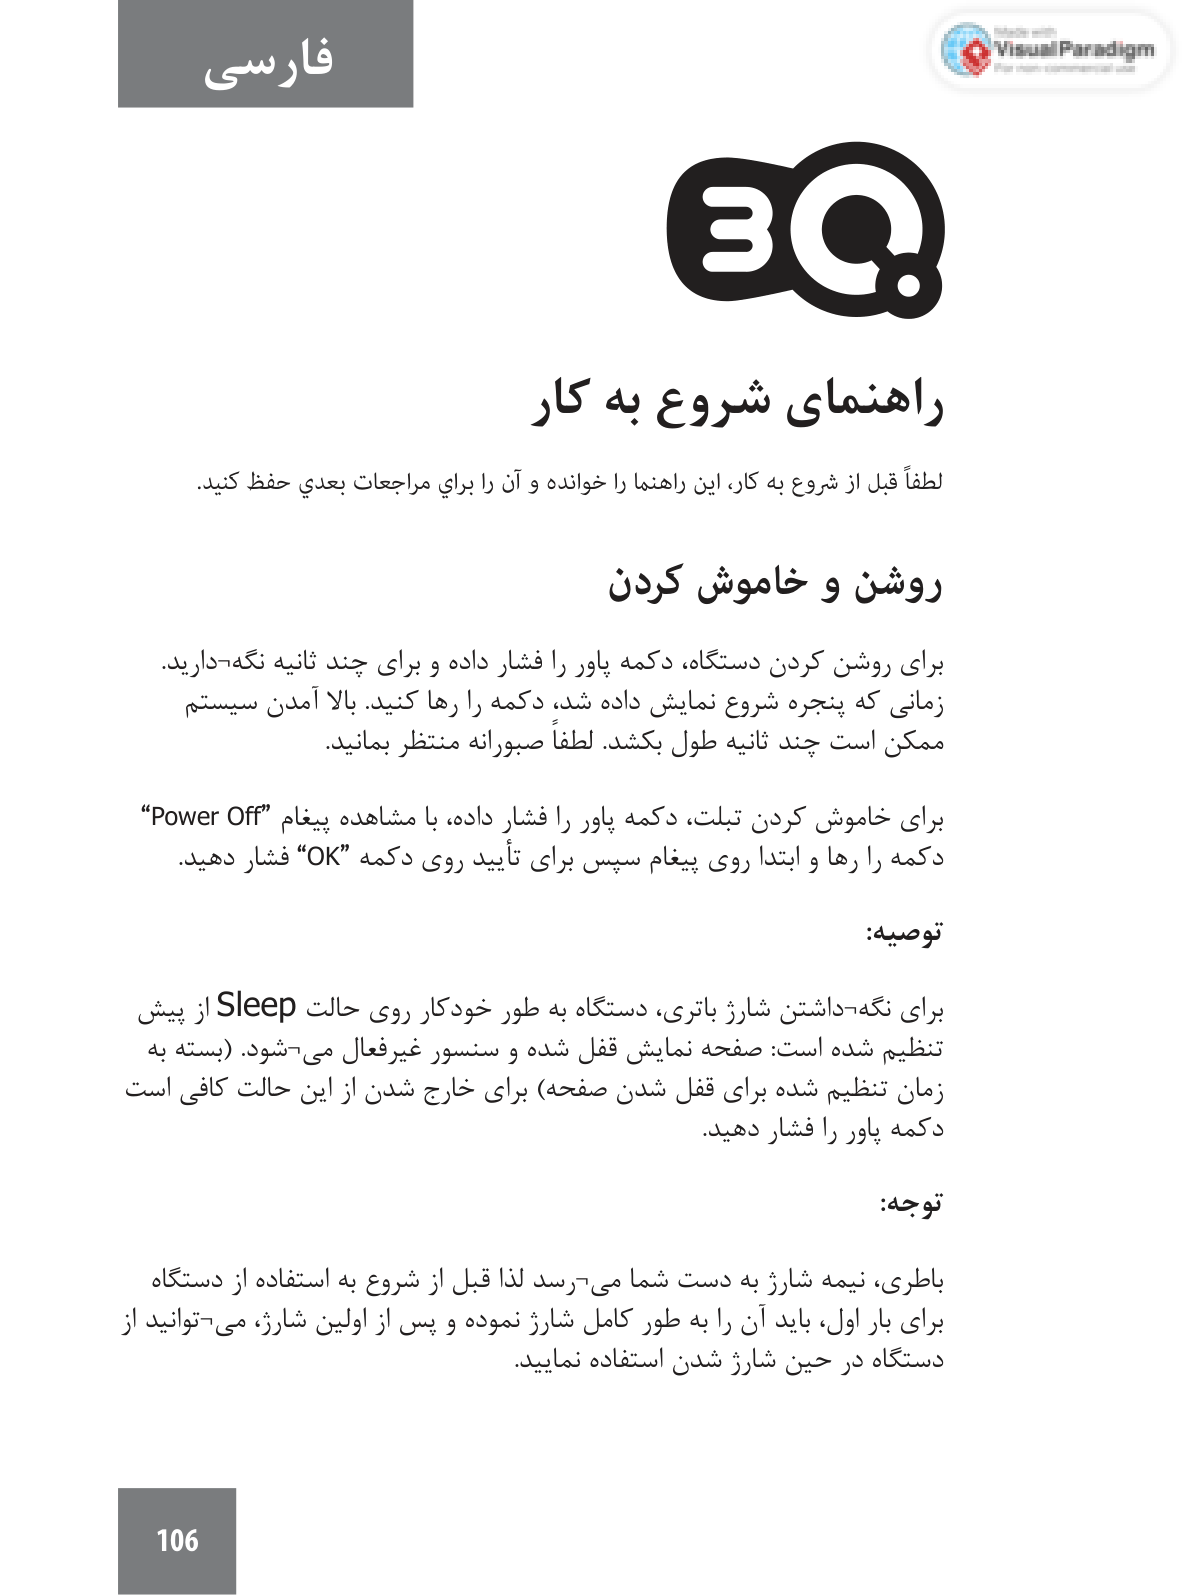 فارسی
Made with
Visual Paradigm
For non-commercial use
3Q
راهنمای شروع به کار
لطفاً قبل از شروع به کار، این راهنما را خوانده و آن را براي مراجعات بعدي حفظ کنید.
روشن و خاموش کردن
برای روشن کردن دستگاه، دکمه پاور را فشار داده و برای چند ثانیه نگه¬دارید.
زمانی که پنجره شروع نمایش داده شد، دکمه را رها کنید. بالا آمدن سیستم
ممکن است چند ثانیه طول بکشد. لطفاً صبورانه منتظر بمانید.
برای خاموش کردن تبلت، دکمه پاور را فشار داده، با مشاهده پیغام “Power Off”
دکمه را رها و ابتدا روی پیغام سپس برای تأیید روی دکمه “OK” فشار دهید.
توصیه:
برای نگه¬داشتن شارژ باتری، دستگاه به طور خودکار روی حالت Sleep از پیش
تنظیم شده است: صفحه نمایش قفل شده و سنسور غیرفعال می¬شود. (بسته به
زمان تنظیم شده برای قفل شدن صفحه) برای خارج شدن از این حالت کافی است
دکمه پاور را فشار دهید.
توجه:
باطری، نیمه شارژ به دست شما می¬رسد لذا قبل از شروع به استفاده از دستگاه
برای بار اول، باید آن را به طور کامل شارژ نموده و پس از اولین شارژ، می¬توانید از
دستگاه در حین شارژ شدن استفاده نمایید.
106